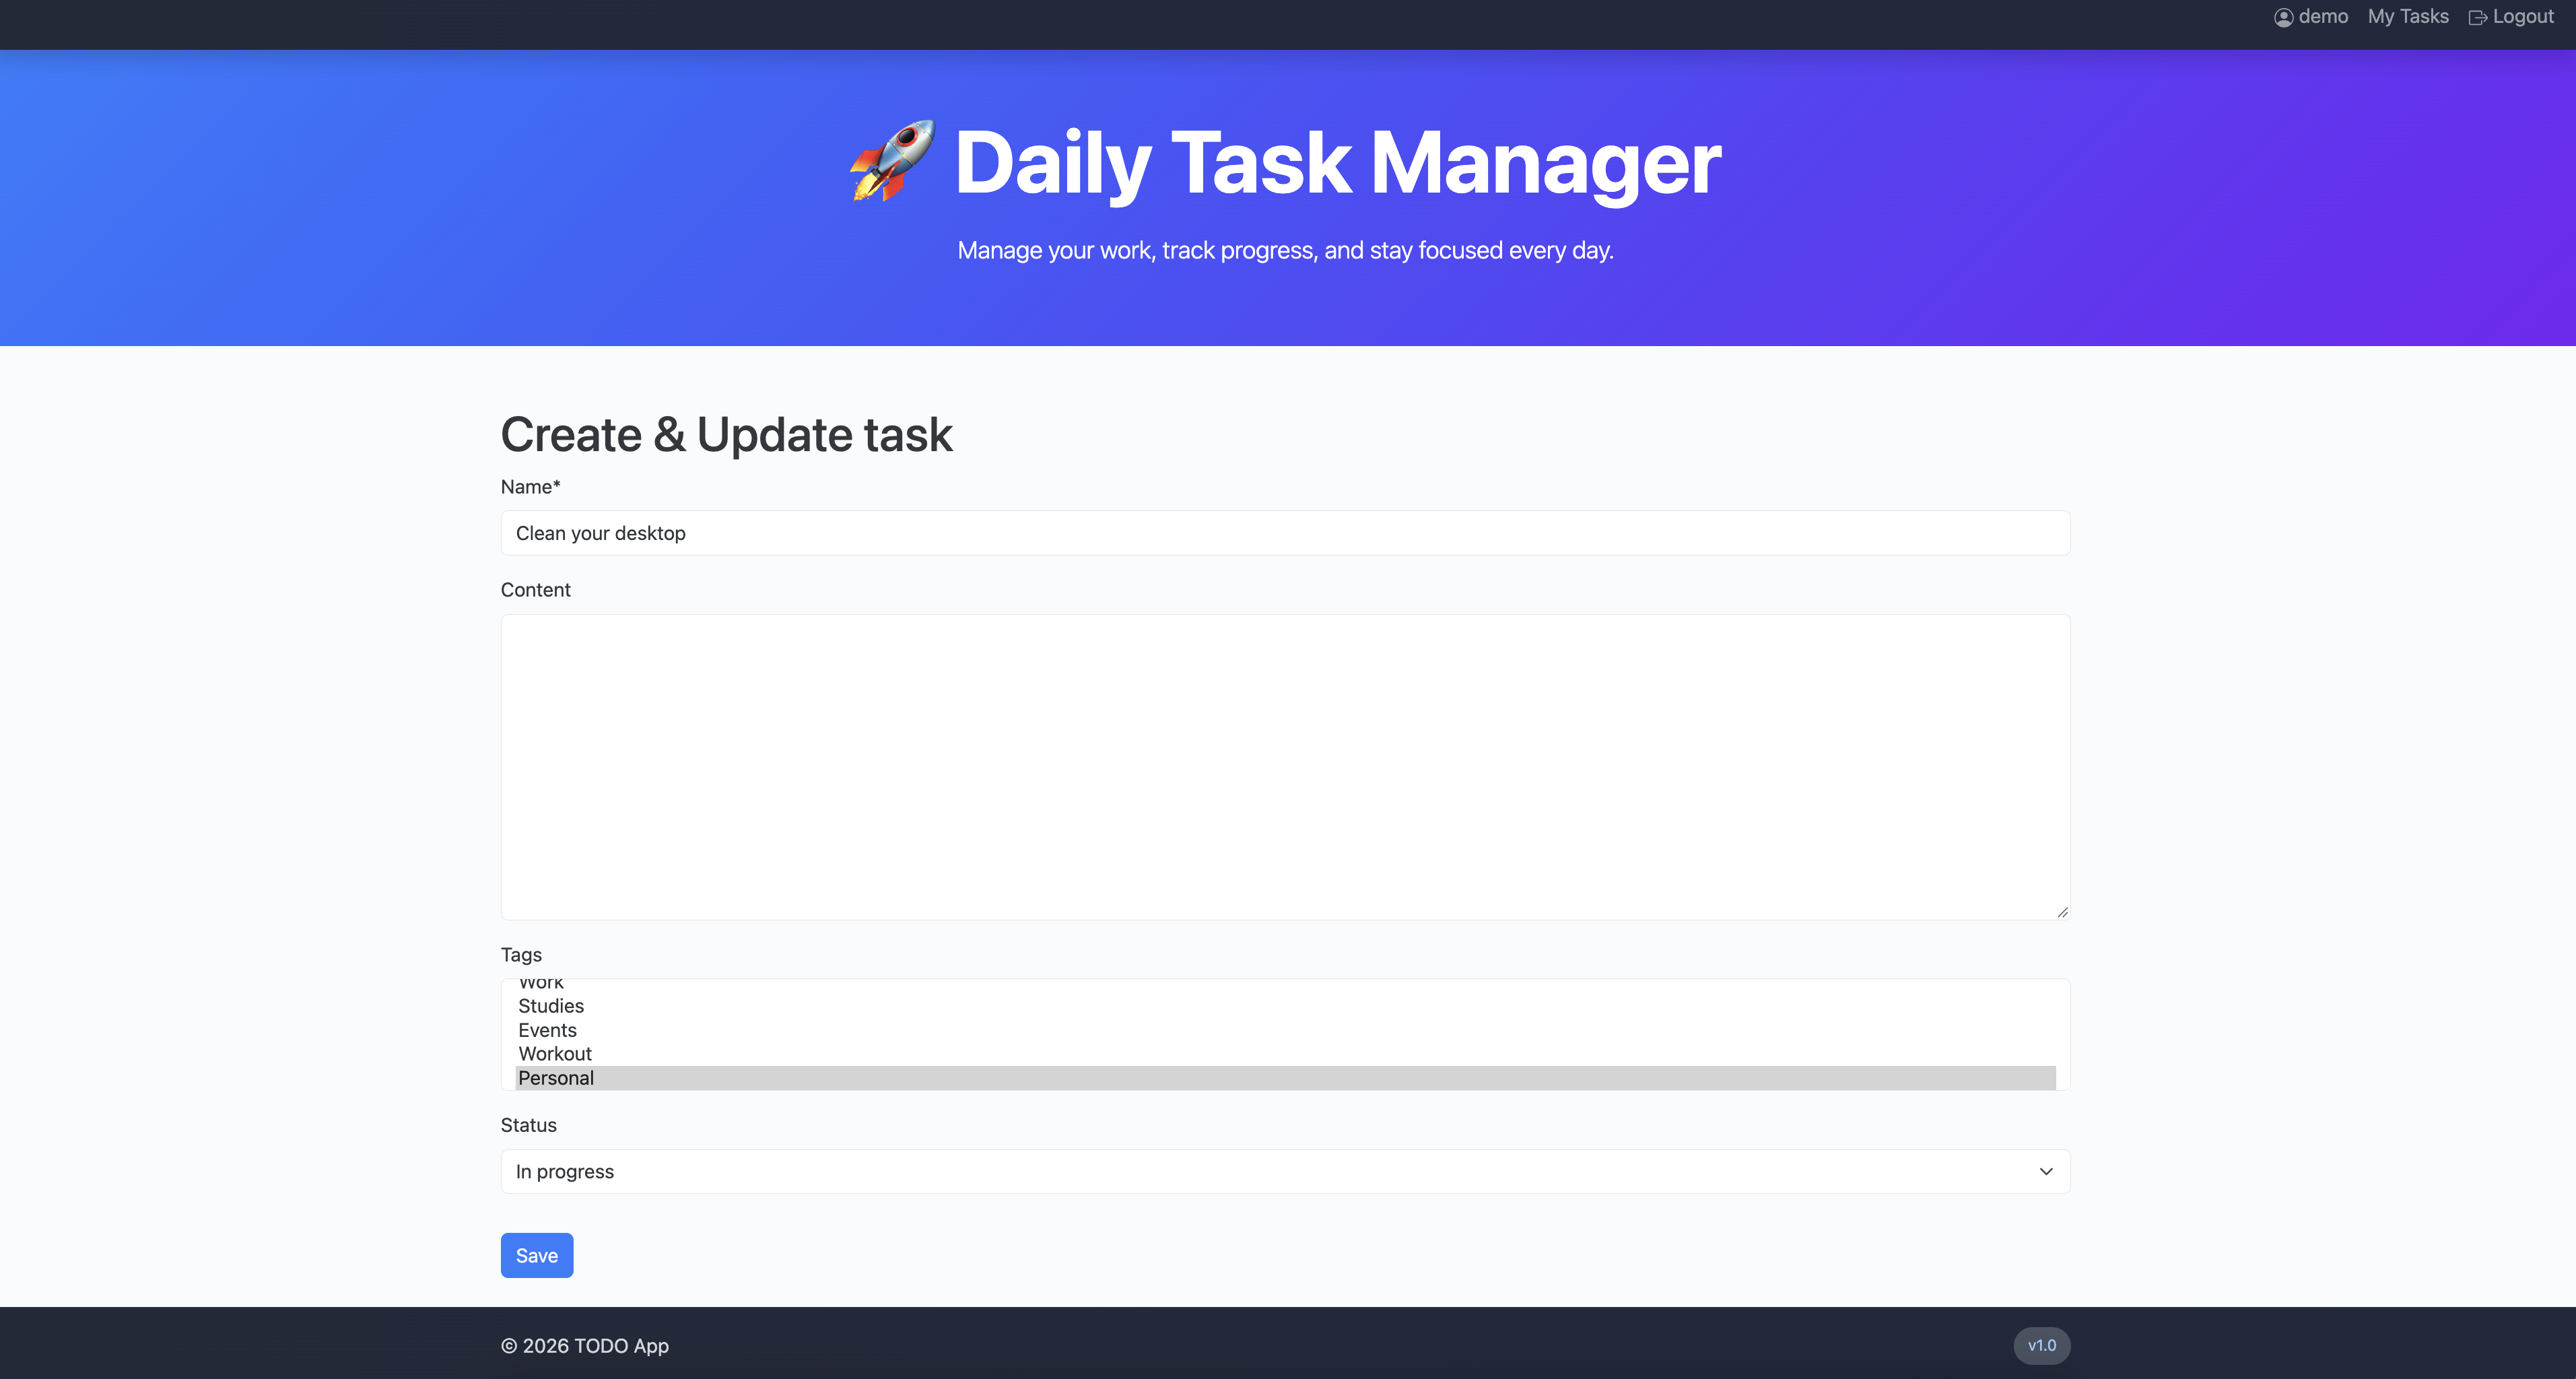 demo My Tasks Logout
🚀 Daily Task Manager
Manage your work, track progress, and stay focused every day.
Create & Update task
Name*
Clean your desktop
Content
Tags
Work
Studies
Events
Workout
Personal
Status
In progress
Save
© 2026 TODO App v1.0